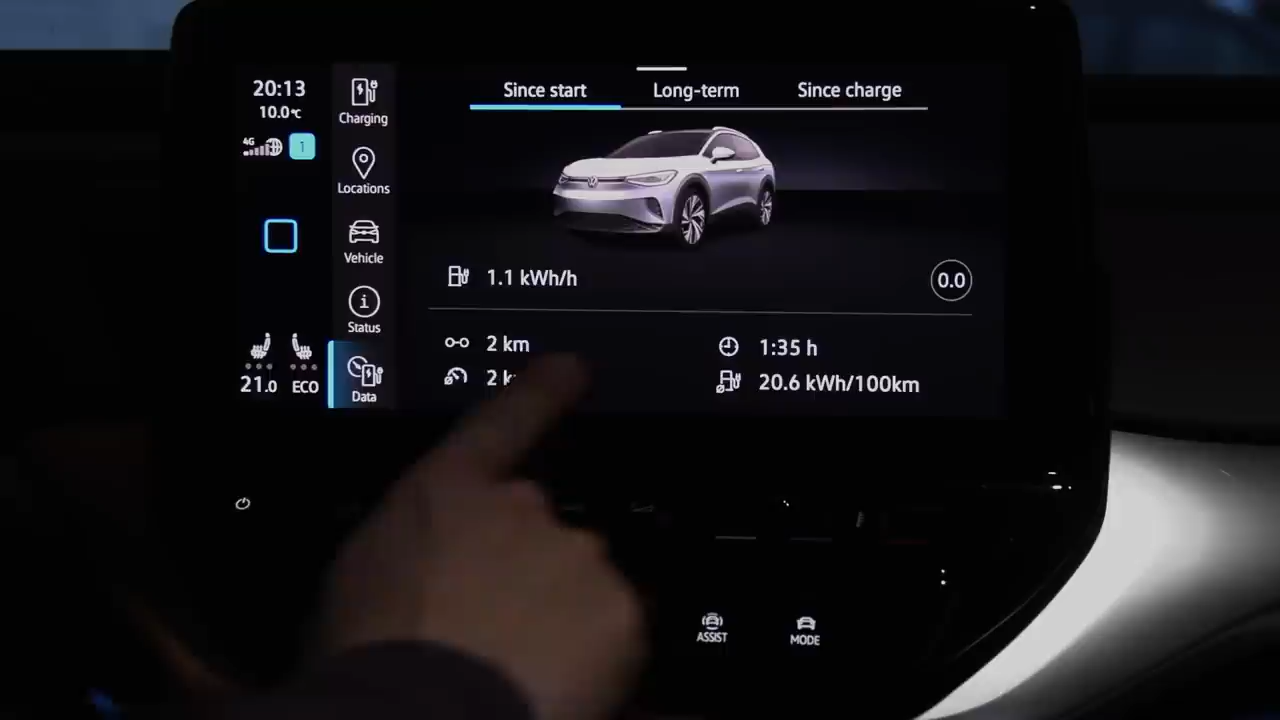 20:13
10.0°C
4G
1
21.0
ECO
Charging
Locations
Vehicle
Status
Data
Since start
Long-term
Since charge
1.1 kWh/h
0.0
2 km
2
1:35 h
20.6 kWh/100km
ASSIST
MODE